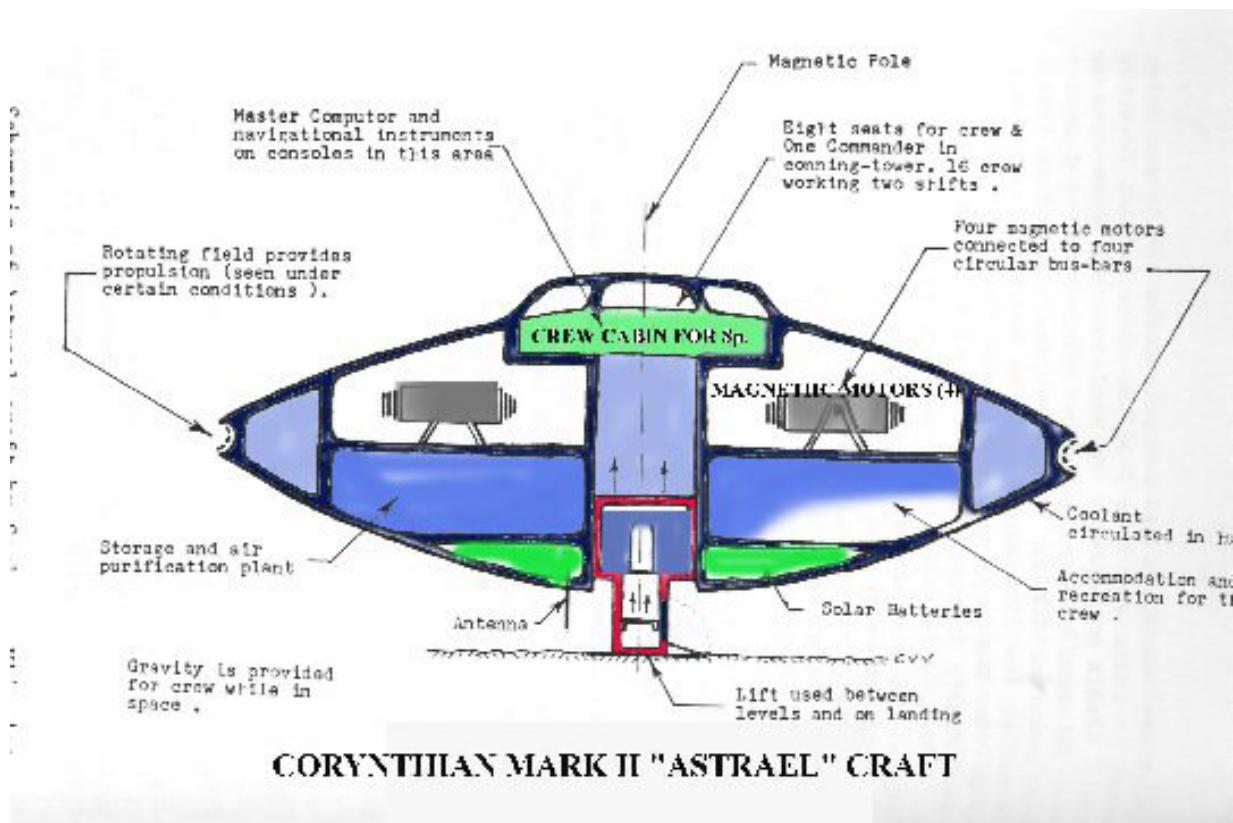 Magnetic Pole
Master Computor and
navigational instruments
on consoles in this area
Eight seats for crew &
One Commander in
conning-tower. 16 crew
working two shifts .
Four magnetic motors
connected to four
circular bus-bars .
Rotating field provides
propulsion (seen under
certain conditions ).
CREW CABIN FOR 8p.
MAGNETIC MOTORS (4)
Storage and air
purification plant
Coolant
circulated in
Accommodation and
recreation for
crew .
Antenna
Solar Batteries
Gravity is provided
for crew while in
space .
Lift used between
levels and on landing
CORYNTHIAN MARK II "ASTRAEL" CRAFT